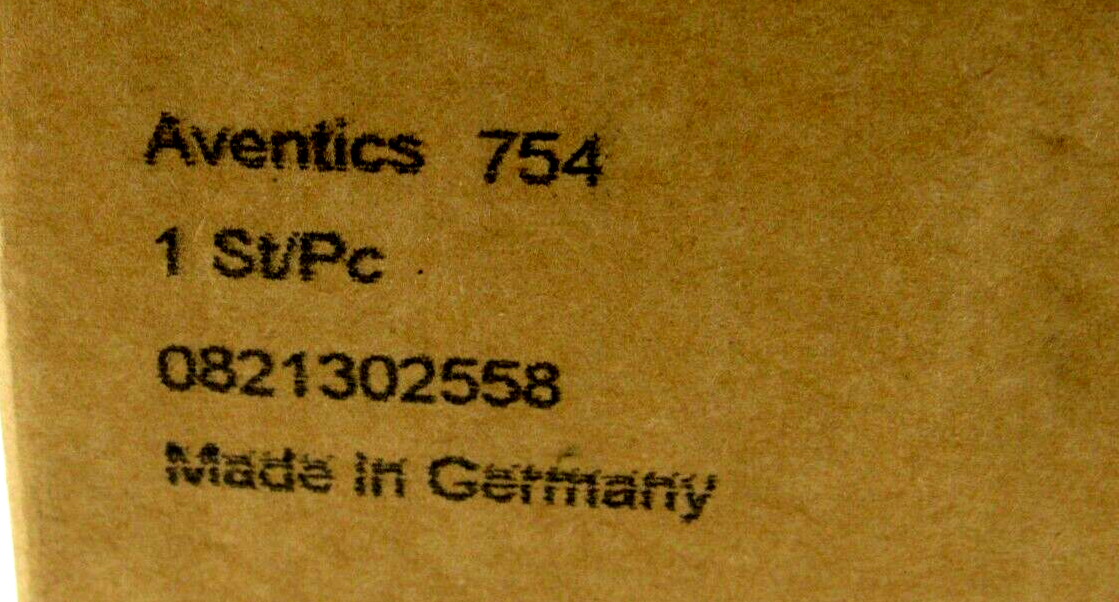 Aventics 754
1 St/Pc
0821302558
Made in Germany